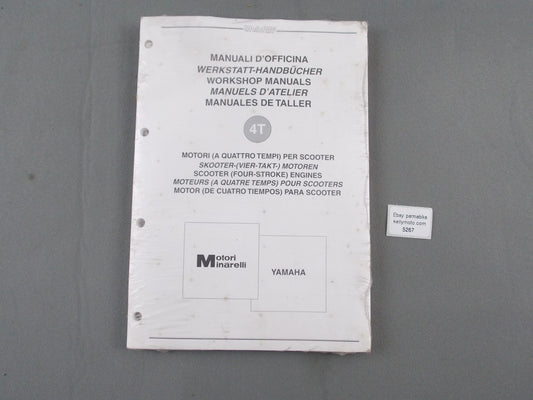 MANUALI D'OFFICINA
WERKSTATT-HANDBÜCHER
WORKSHOP MANUALS
MANUELS D'ATELIER
MANUALES DE TALLER
4T
MOTORI (A QUATTRO TEMPI) PER SCOOTER
SKOOTER-(VIER-TAKT-) MOTOREN
SCOOTER (FOUR-STROKE) ENGINES
MOTEURS (A QUATRE TEMPS) POUR SCOOTERS
MOTOR (DE CUATRO TIEMPOS) PARA SCOOTER
Motori
Minarelli
YAMAHA
Ebay pamabike
kellymoto com
5267